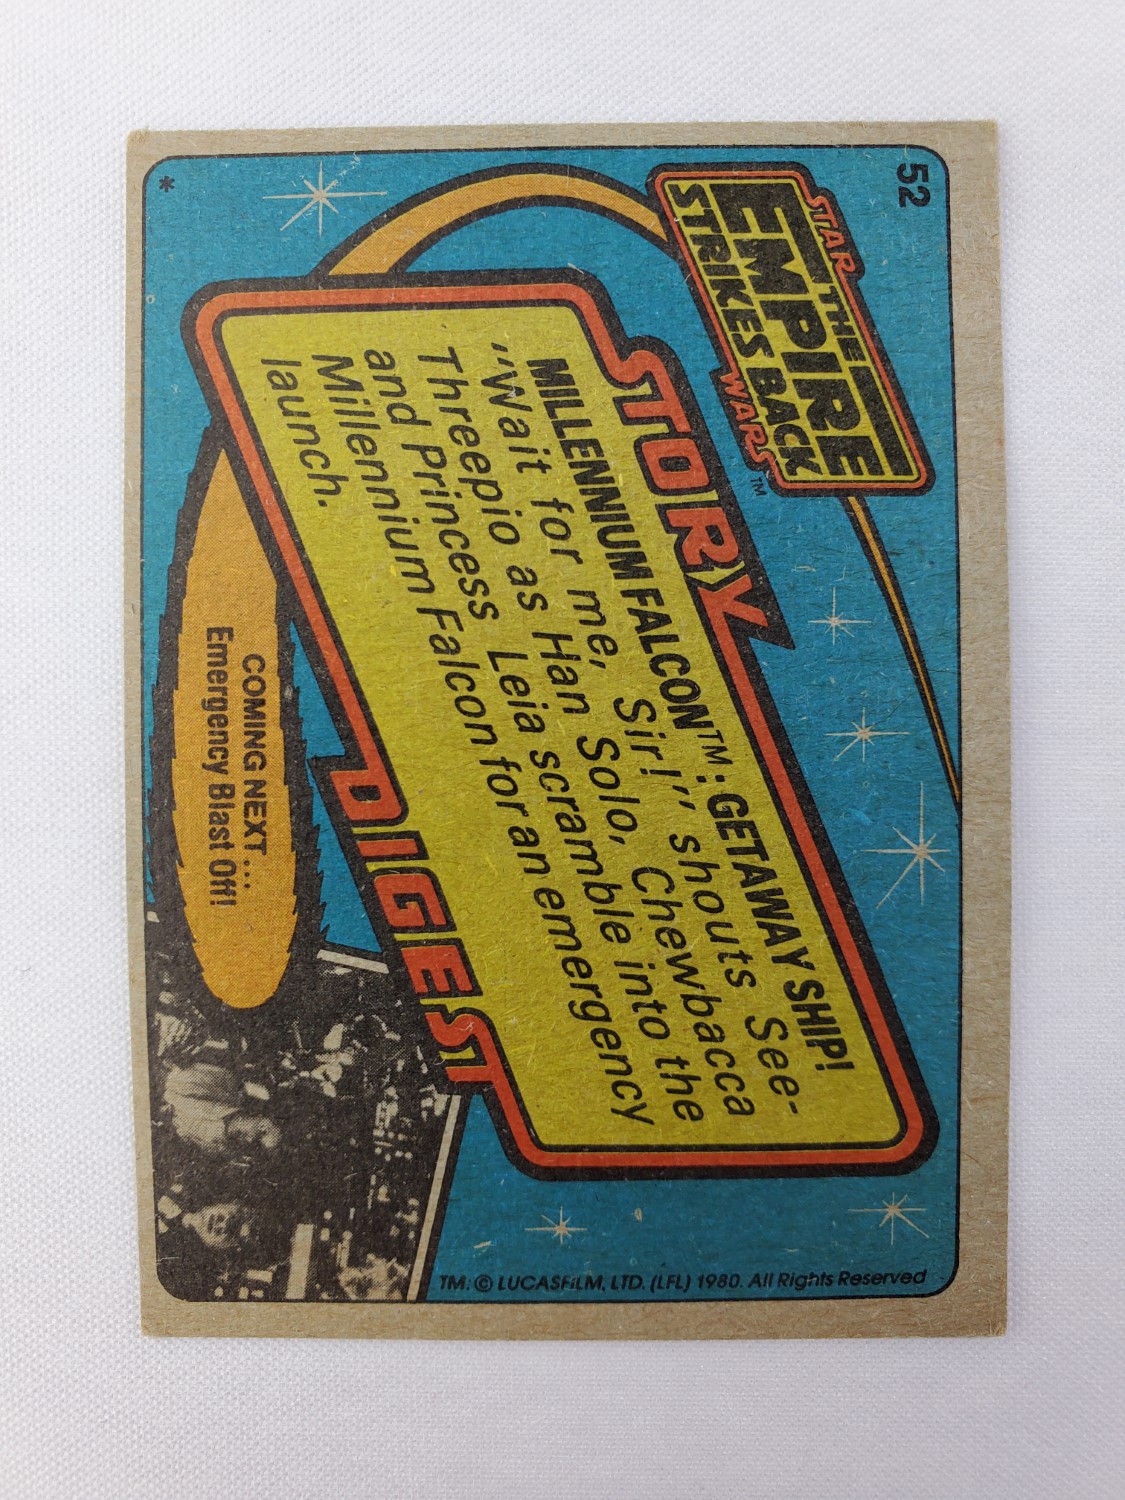 52
STAR
THE
EMPIRE
STRIKES BACK
WARS™
STORY
MILLENNIUM FALCON™: GETAWAY SHIP!
"Wait for me, Sir!" shouts See-
Threepio as Han Solo, Chewbacca
and Princess Leia scramble into the
Millennium Falcon for an emergency
launch.
DIGEST
COMING NEXT...
Emergency Blast Off!
*
TM: © LUCASFILM, LTD. (LFL) 1980. All Rights Reserved